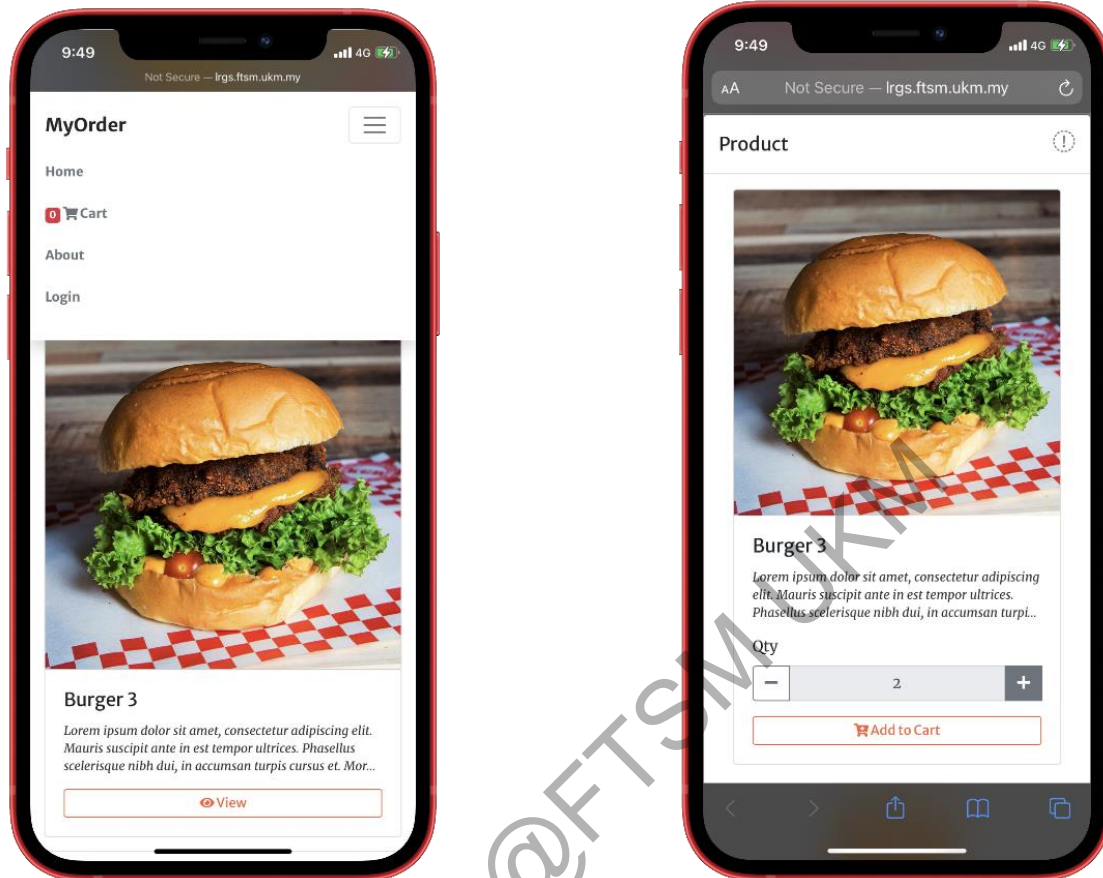 9:49
4G
Not Secure — lrgs.ftsm.ukm.my
MyOrder
Home
0 Cart
About
Login
Burger 3
Lorem ipsum dolor sit amet, consectetur adipiscing elit.
Mauris suscipit ante in est tempor ultrices. Phasellus
scelerisque nibh dui, in accumsan turpis cursus et. Mor...
View
9:49
4G
AA Not Secure — lrgs.ftsm.ukm.my
Product
Burger 3
Lorem ipsum dolor sit amet, consectetur adipiscing
elit. Mauris suscipit ante in est tempor ultrices.
Phasellus scelerisque nibh dui, in accumsan turpi...
Qty
− 2 +
Add to Cart
@FTSM UKM